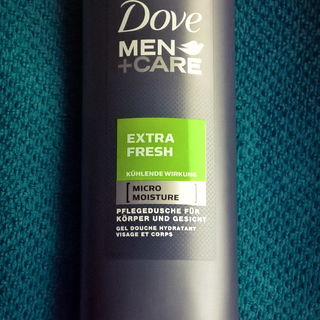 Dove
MEN
+CARE
EXTRA
FRESH
KÜHLENDE WIRKUNG
MICRO
MOISTURE
PFLEGEDUSCHE FÜR
KÖRPER UND GESICHT
GEL DOUCHE HYDRATANT
VISAGE ET CORPS